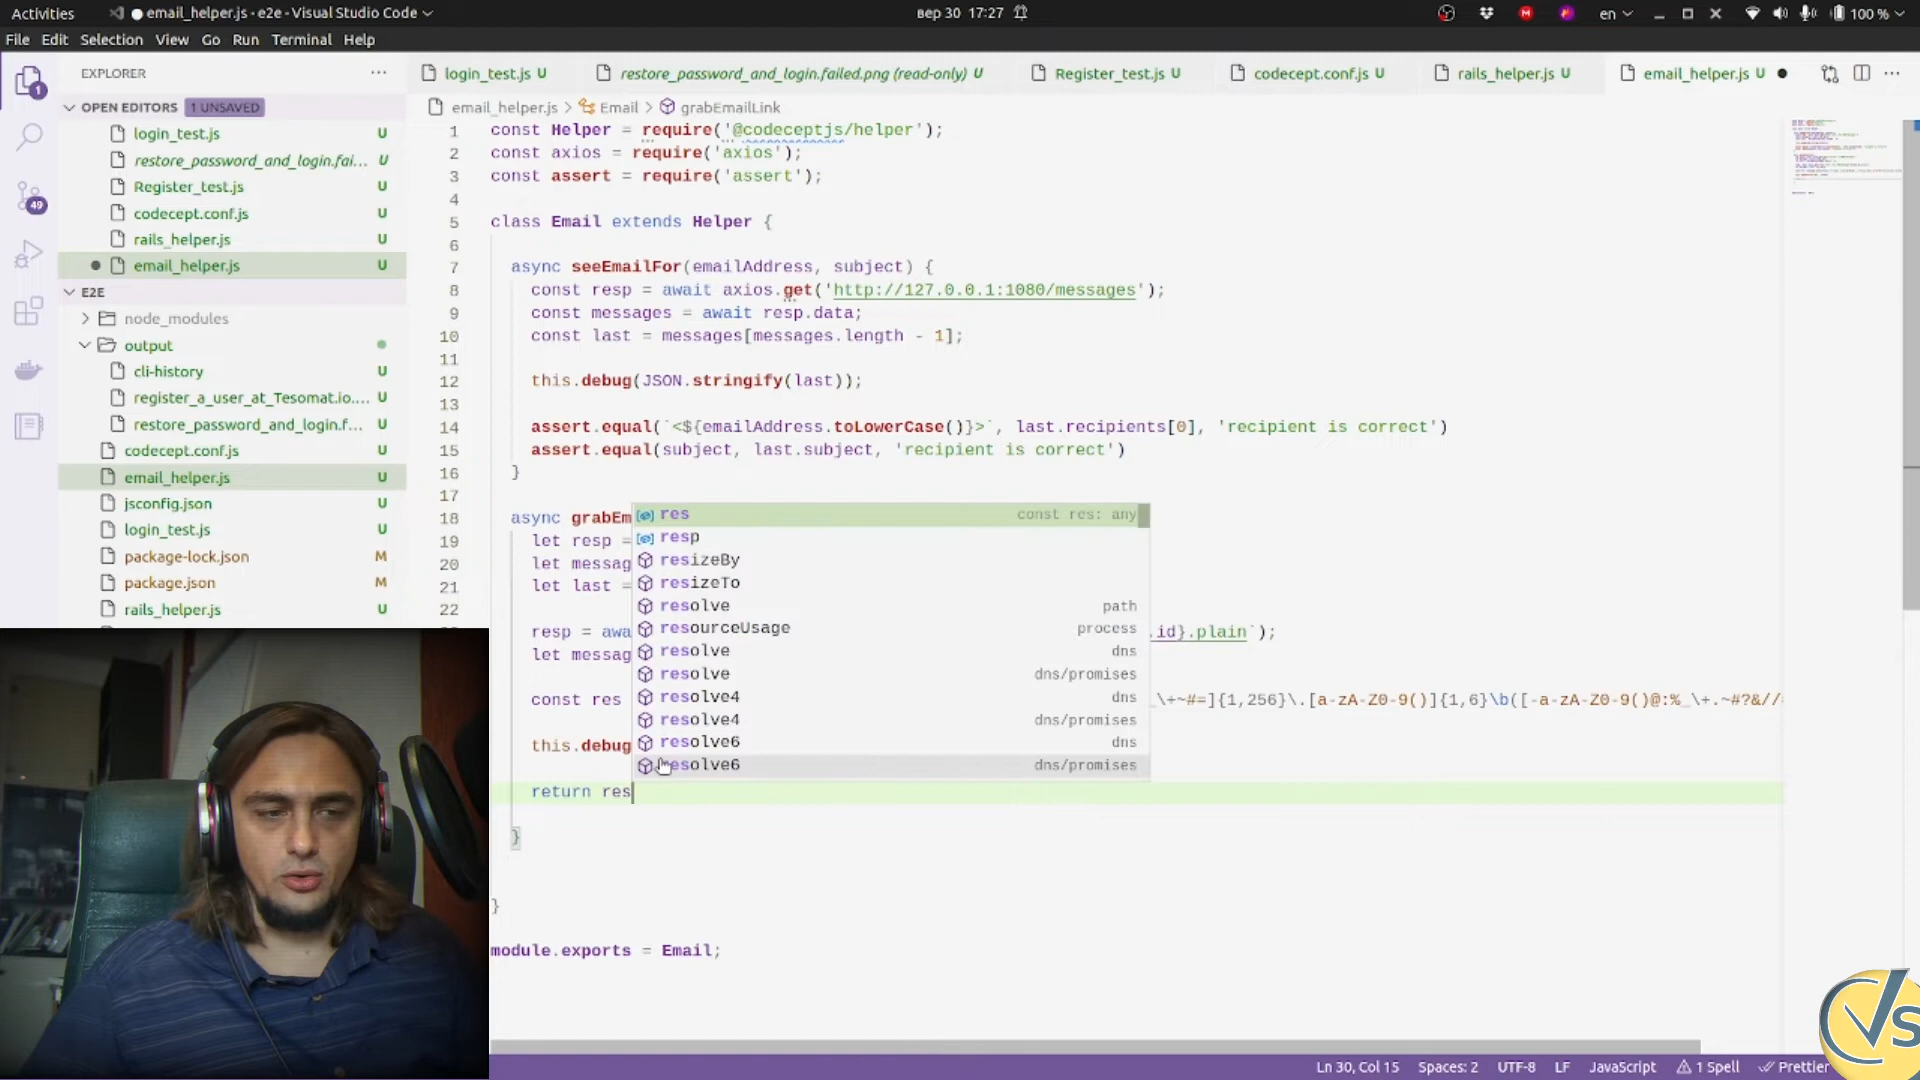 Activities
email_helper.js - e2e - Visual Studio Code
вер 30 17:27
en
100 %
File Edit Selection View Go Run Terminal Help
EXPLORER
login_test.js U
restore_password_and_login.failed.png (read-only) U
Register_test.js U
codecept.conf.js U
rails_helper.js U
email_helper.js U
OPEN EDITORS 1 UNSAVED
login_test.js U
restore_password_and_login.fai... U
Register_test.js U
codecept.conf.js U
rails_helper.js U
email_helper.js U
E2E
node_modules
output
cli-history U
register_a_user_at_Tesomat.io.... U
restore_password_and_login.f... U
codecept.conf.js U
email_helper.js U
jsconfig.json U
login_test.js U
package-lock.json M
package.json M
rails_helper.js U
1
49
email_helper.js > Email > grabEmailLink
1 const Helper = require('@codeceptjs/helper');
2 const axios = require('axios');
3 const assert = require('assert');
4
5 class Email extends Helper {
6
7 async seeEmailFor(emailAddress, subject) {
8 const resp = await axios.get('http://127.0.0.1:1080/messages');
9 const messages = await resp.data;
10 const last = messages[messages.length - 1];
11
12 this.debug(JSON.stringify(last));
13
14 assert.equal(`<${emailAddress.toLowerCase()}>`, last.recipients[0], 'recipient is correct')
15 assert.equal(subject, last.subject, 'recipient is correct')
16 }
17
18 async grabEm
19 let resp =
20 let messag
21 let last =
22
resp = awa .id}.plain`);
let messag
const res _\+~#=]{1,256}\.[a-zA-Z0-9()]{1,6}\b([-a-zA-Z0-9()@:%_\+.~#?&//
this.debug
return res
}
}
module.exports = Email;
res const res: any
resp
resizeBy
resizeTo
resolve path
resourceUsage process
resolve dns
resolve dns/promises
resolve4 dns
resolve4 dns/promises
resolve6 dns
resolve6 dns/promises
Ln 30, Col 15 Spaces: 2 UTF-8 LF JavaScript 1 Spell Prettier
VS